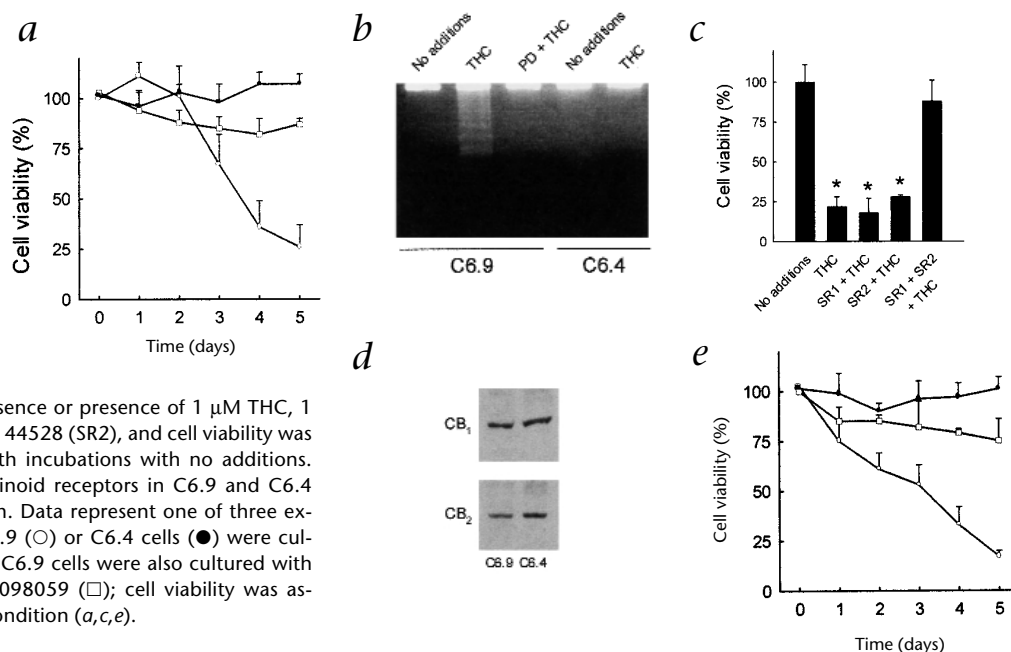 a
Cell viability (%)
100
75
50
25
0
0 1 2 3 4 5
Time (days)
b
No additions
THC
PD + THC
No additions
THC
C6.9
C6.4
c
Cell viability (%)
100
75
50
25
0
* * *
No additions
THC
SR1 + THC
SR2 + THC
SR1 + SR2
+ THC
sence or presence of 1 μM THC, 1
44528 (SR2), and cell viability was
th incubations with no additions.
inoid receptors in C6.9 and C6.4
n. Data represent one of three ex-
.9 (○) or C6.4 cells (●) were cul-
C6.9 cells were also cultured with
098059 (□); cell viability was as-
ondition (a,c,e).
d
CB1
CB2
C6.9 C6.4
e
Cell viability (%)
100
75
50
25
0
0 1 2 3 4 5
Time (days)